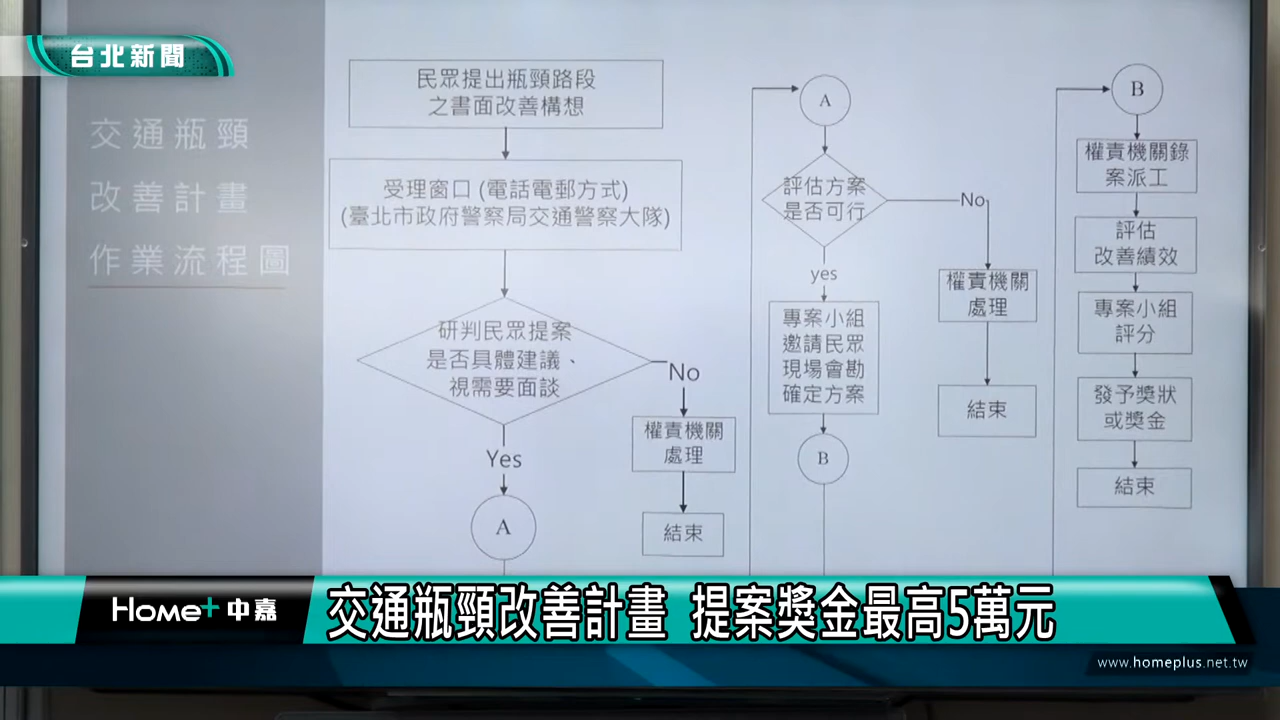 台北新聞
交通瓶頸
改善計畫
作業流程圖
民眾提出瓶頸路段
之書面改善構想
受理窗口 (電話電郵方式)
(臺北市政府警察局交通警察大隊)
研判民眾提案
是否具體建議、
視需要面談
No
權責機關
處理
結束
Yes
A
A
評估方案
是否可行
No
權責機關
處理
結束
yes
專案小組
邀請民眾
現場會勘
確定方案
B
B
權責機關錄
案派工
評估
改善績效
專案小組
評分
發予獎狀
或獎金
結束
Home+中嘉
交通瓶頸改善計畫 提案獎金最高5萬元
www.homeplus.net.tw